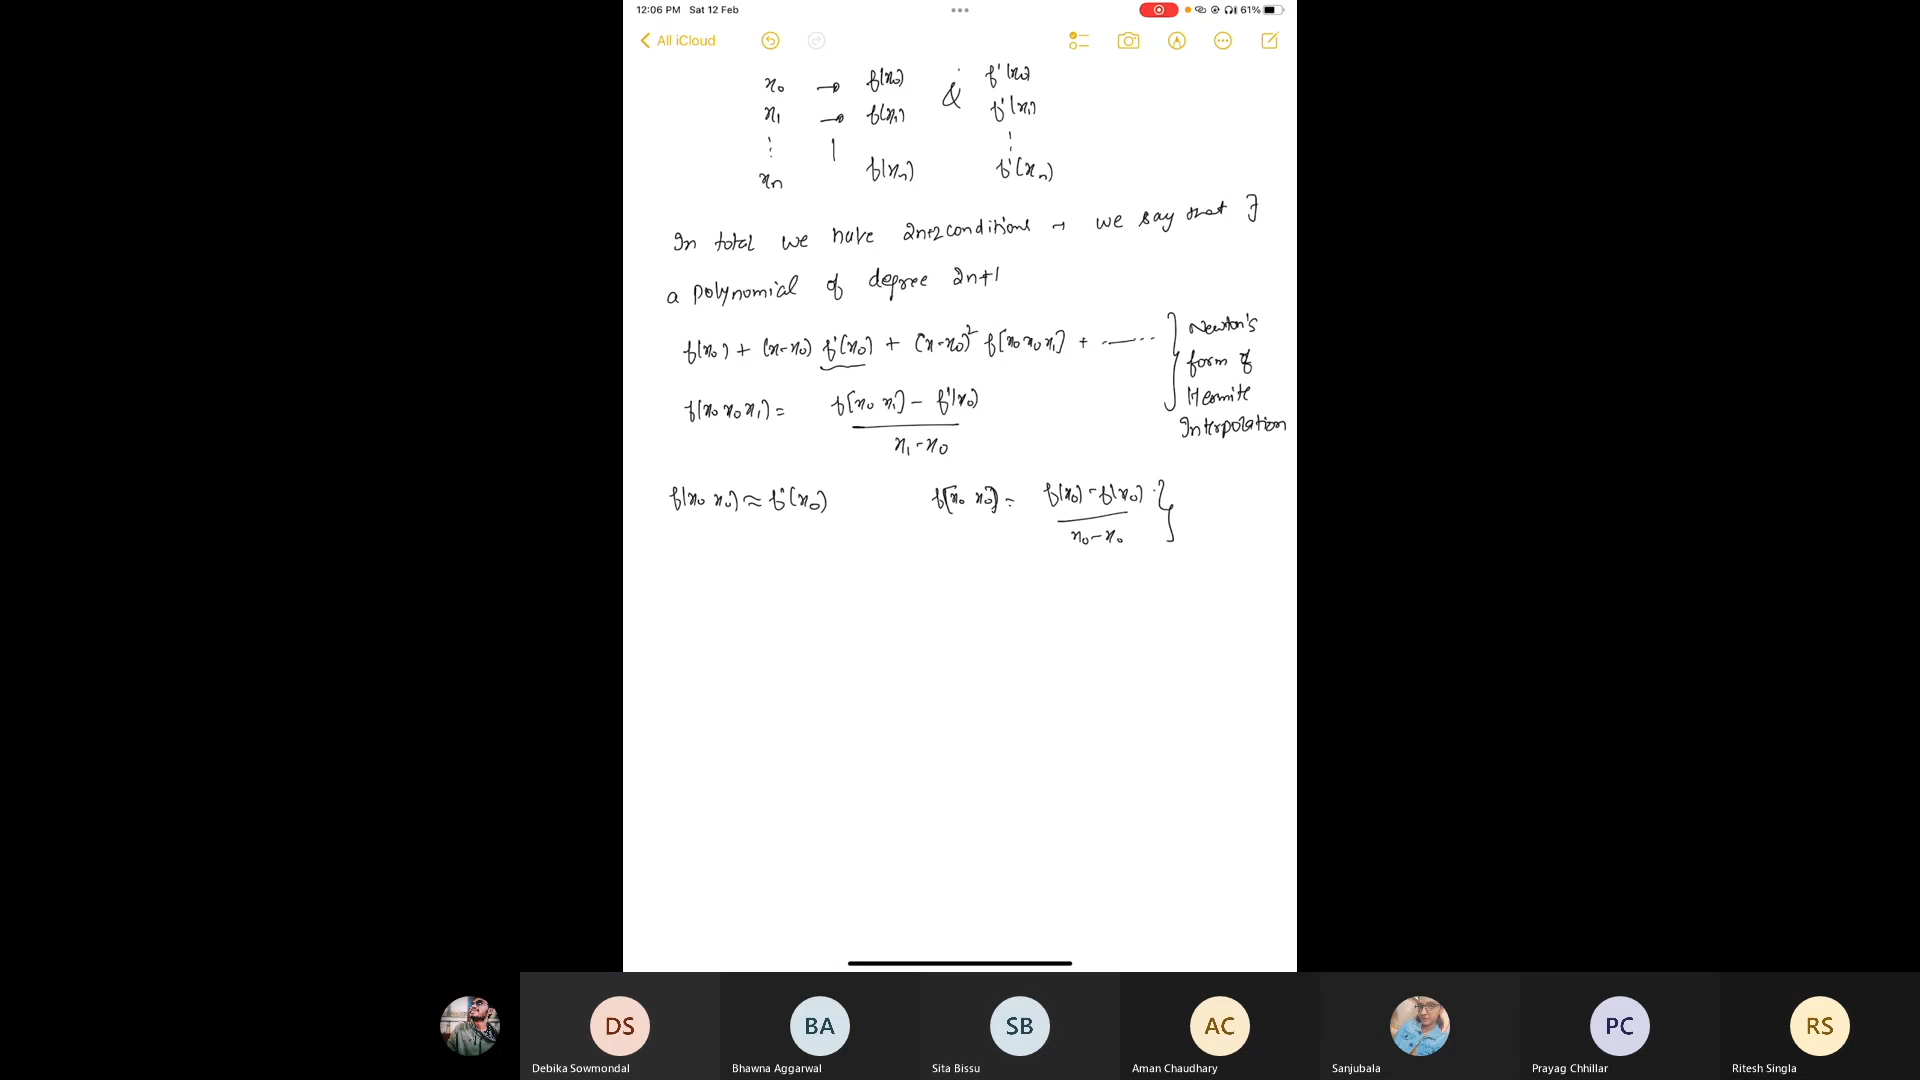 12:06 PM Sat 12 Feb
61%
All iCloud
x₀ → f(x₀) & f'(x₀)
x₁ → f(x₁) f'(x₁)
⋮ | ⋮
xₙ f(xₙ) f'(xₙ)
In total we have 2n+2 conditions → we say that ∃
a polynomial of degree 2n+1
f(x₀) + (x-x₀) f'(x₀) + (x-x₀)² f[x₀ x₀ x₁] + ------ } Newton's
form of
Hermite
Interpolation
f[x₀ x₀ x₁] = f[x₀ x₁] - f'(x₀)
x₁ - x₀
f[x₀ x₀] ≈ f'(x₀) f[x₀ x₀] = f(x₀) - f(x₀) }
x₀ - x₀
DS BA SB AC PC RS
Debika Sowmondal Bhawna Aggarwal Sita Bissu Aman Chaudhary Sanjubala Prayag Chhillar Ritesh Singla